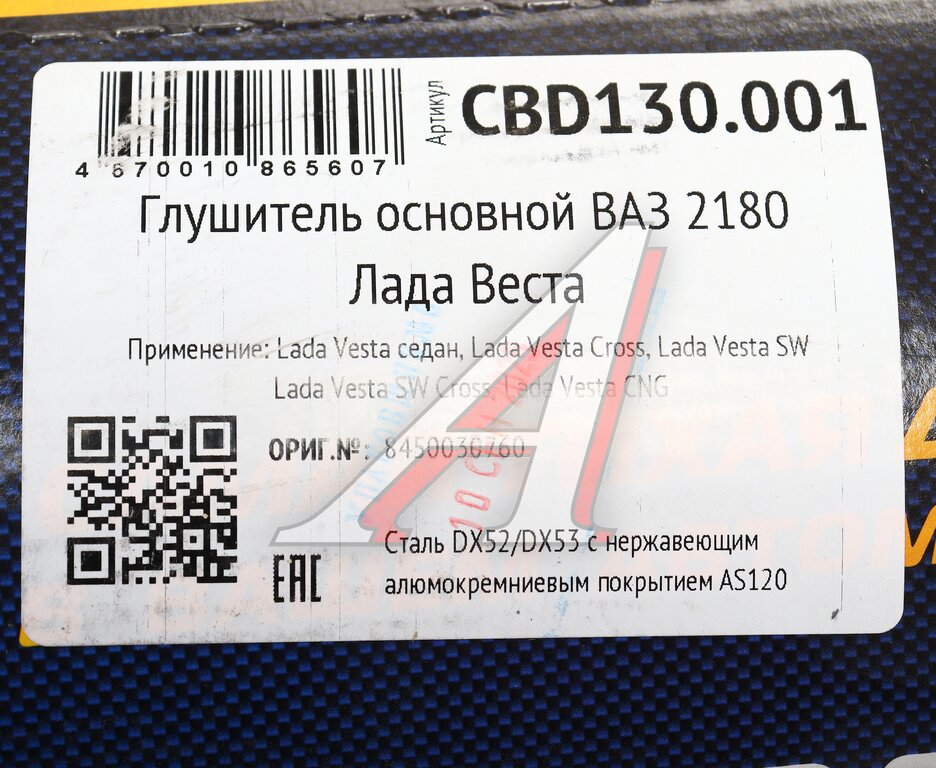 Артикул
CBD130.001
4 670010 865607
Глушитель основной ВАЗ 2180
Лада Веста
Применение: Lada Vesta седан, Lada Vesta Cross, Lada Vesta SW
Lada Vesta SW Cross, Lada Vesta CNG
ОРИГ.№: 8450030760
10
EAC
Сталь DX52/DX53 с нержавеющим
алюмокремниевым покрытием AS120